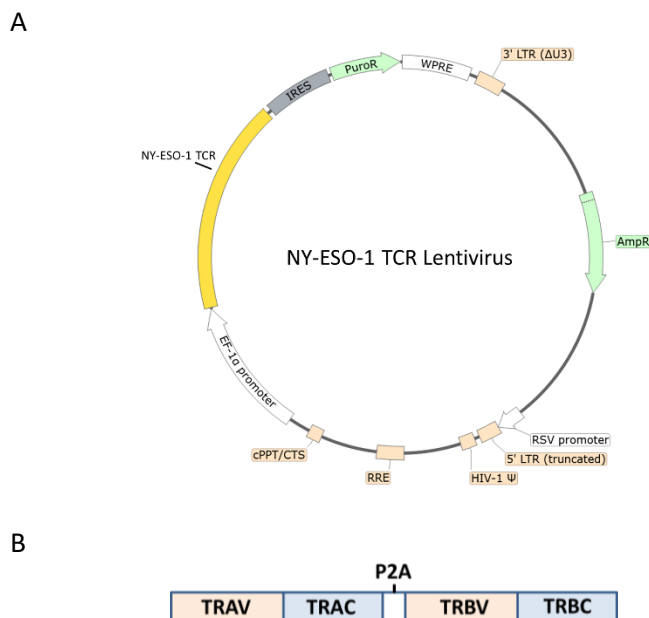 A
3' LTR (ΔU3)
WPRE
PuroR
IRES
NY-ESO-1 TCR
AmpR
NY-ESO-1 TCR Lentivirus
EF-1α promoter
RSV promoter
cPPT/CTS
5' LTR (truncated)
RRE
HIV-1 Ψ
B
P2A
TRAV TRAC TRBV TRBC